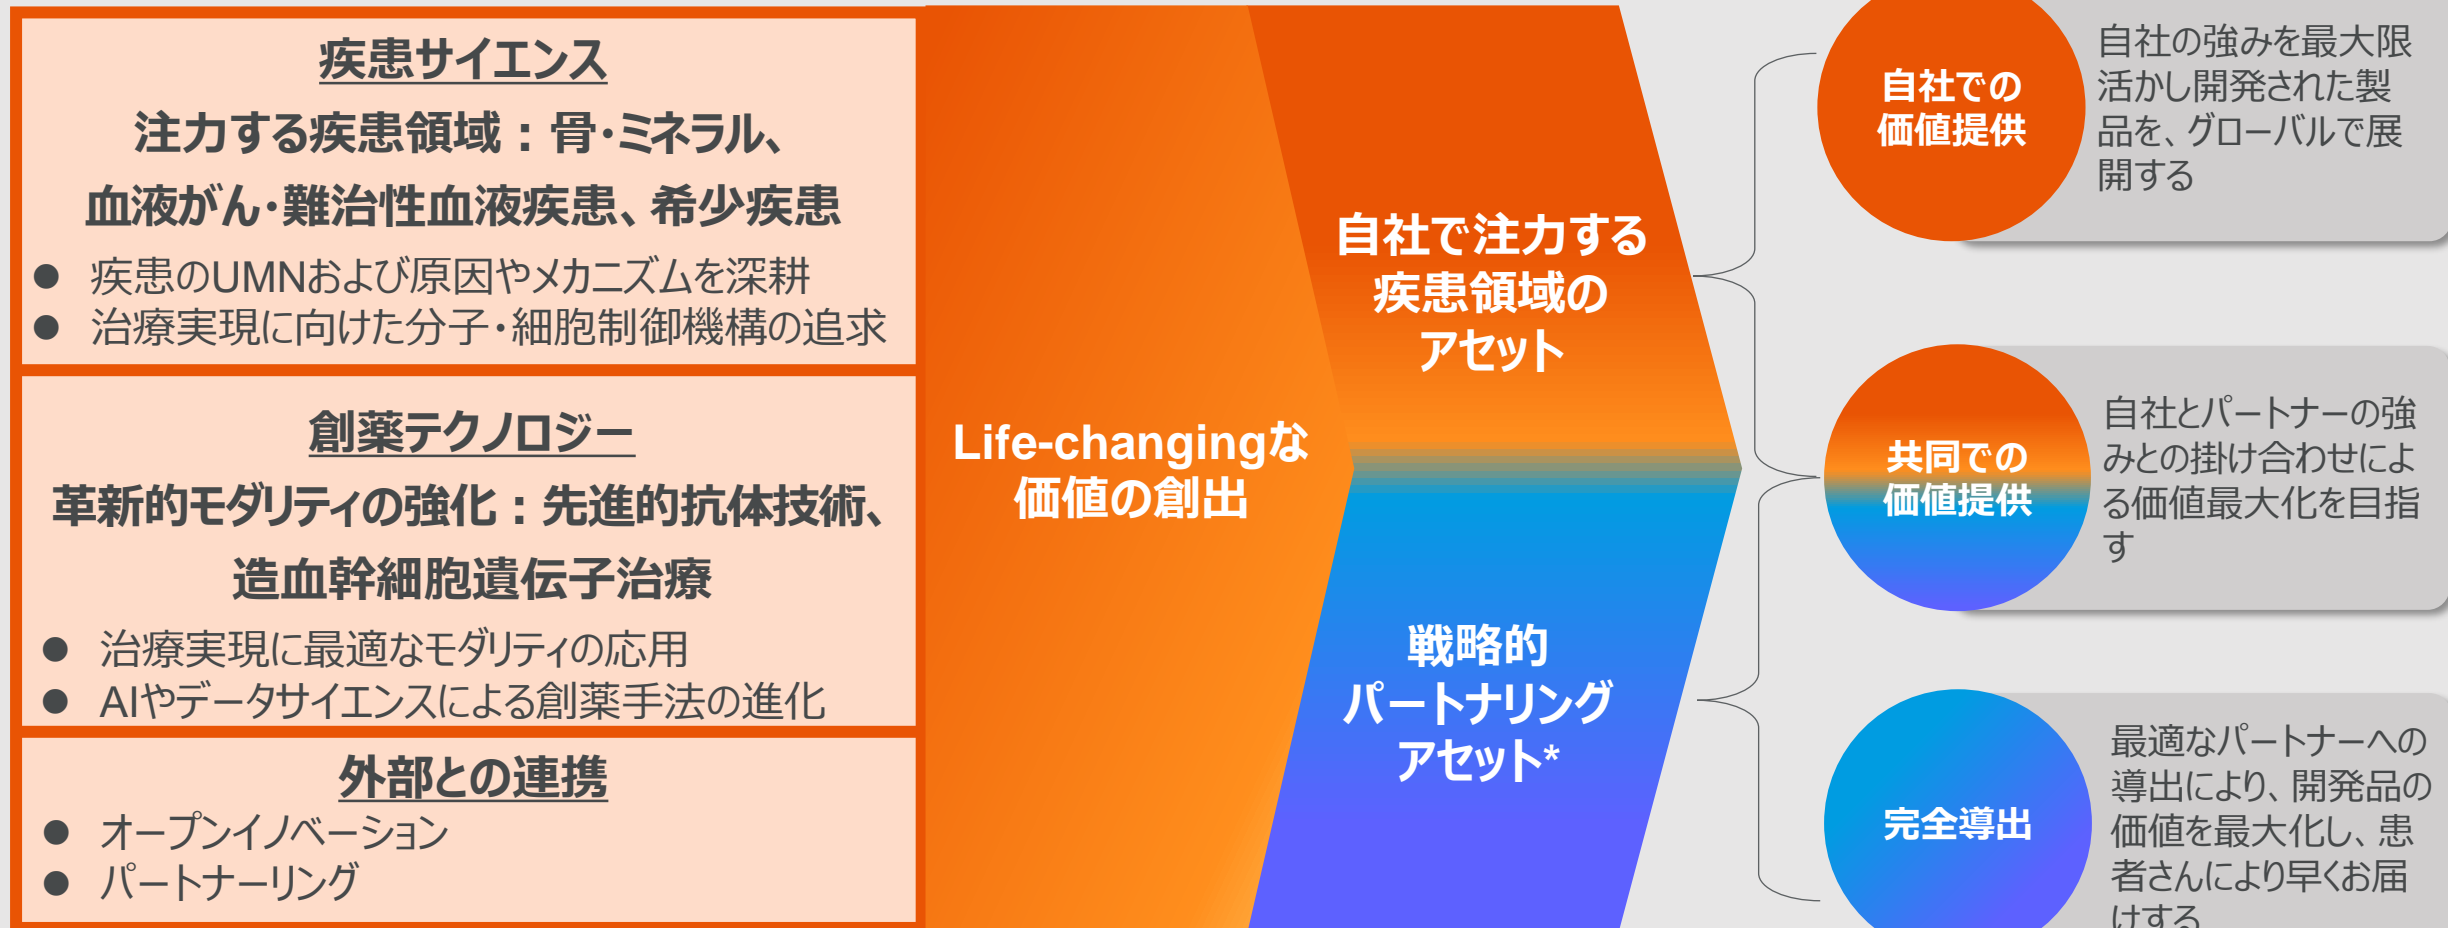 疾患サイエンス
注力する疾患領域：骨・ミネラル、
血液がん・難治性血液疾患、希少疾患
● 疾患のUMNおよび原因やメカニズムを深耕
● 治療実現に向けた分子・細胞制御機構の追求
創薬テクノロジー
革新的モダリティの強化：先進的抗体技術、
造血幹細胞遺伝子治療
● 治療実現に最適なモダリティの応用
● AIやデータサイエンスによる創薬手法の進化
外部との連携
● オープンイノベーション
● パートナーリング
Life-changingな
価値の創出
自社で注力する
疾患領域の
アセット
戦略的
パートナリング
アセット*
自社での
価値提供
自社の強みを最大限
活かし開発された製
品を、グローバルで展
開する
共同での
価値提供
自社とパートナーの強
みとの掛け合わせによ
る価値最大化を目指
す
完全導出
最適なパートナーへの
導出により、開発品の
価値を最大化し、患
者さんにより早くお届
けする